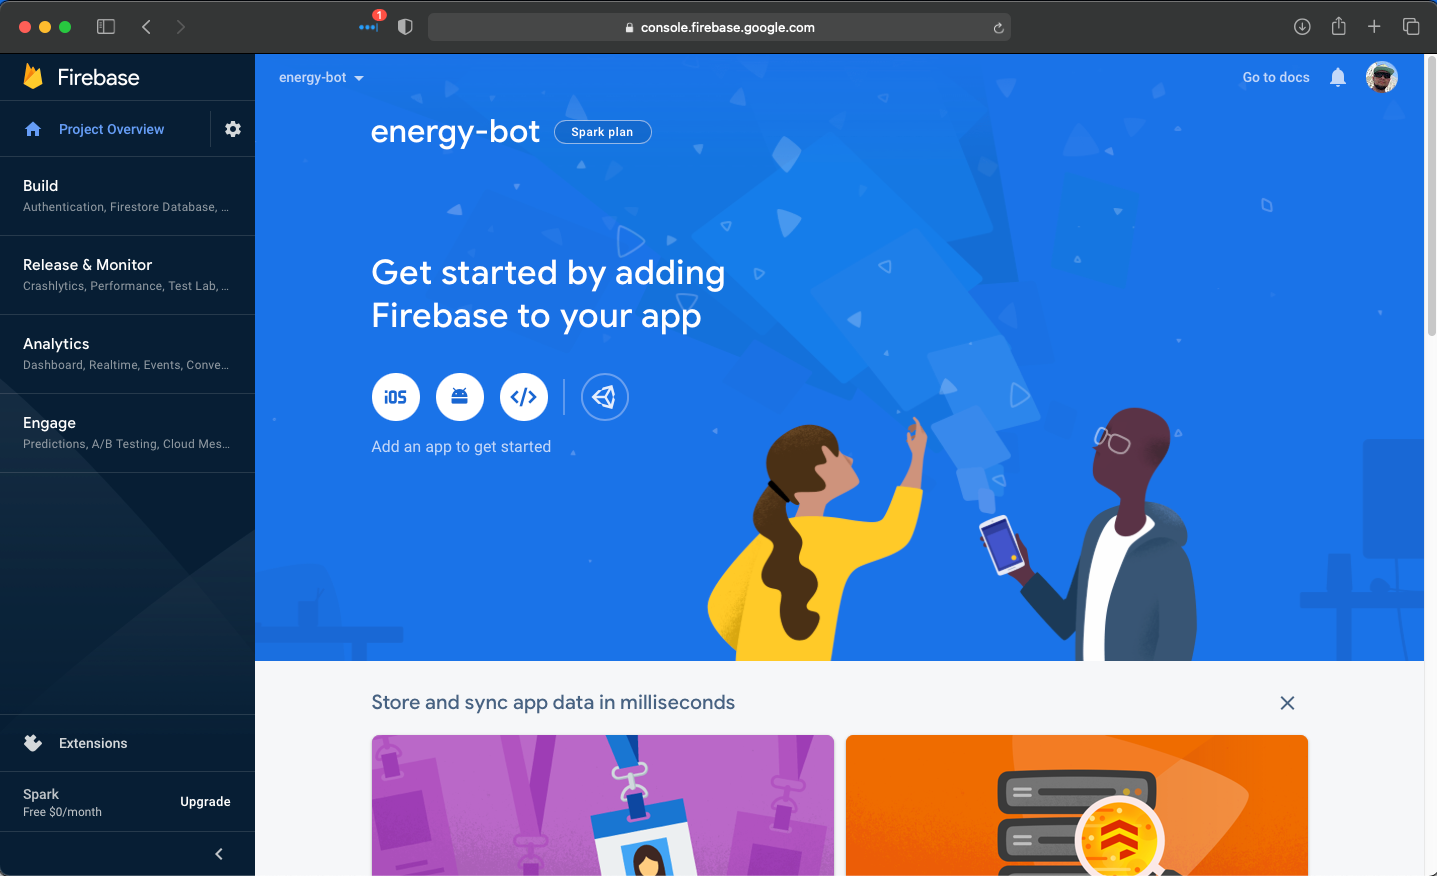 1
console.firebase.google.com
Firebase
Project Overview
Build
Authentication, Firestore Database, ...
Release & Monitor
Crashlytics, Performance, Test Lab, ...
Analytics
Dashboard, Realtime, Events, Conve...
Engage
Predictions, A/B Testing, Cloud Mes...
Extensions
Spark
Free $0/month
Upgrade
energy-bot
Go to docs
energy-bot
Spark plan
Get started by adding
Firebase to your app
iOS
</>
Add an app to get started
Store and sync app data in milliseconds